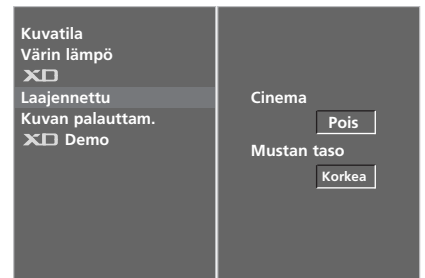 Kuvatila
Värin lämpö
XD
Laajennettu
Kuvan palauttam.
XD Demo
Cinema
Pois
Mustan taso
Korkea